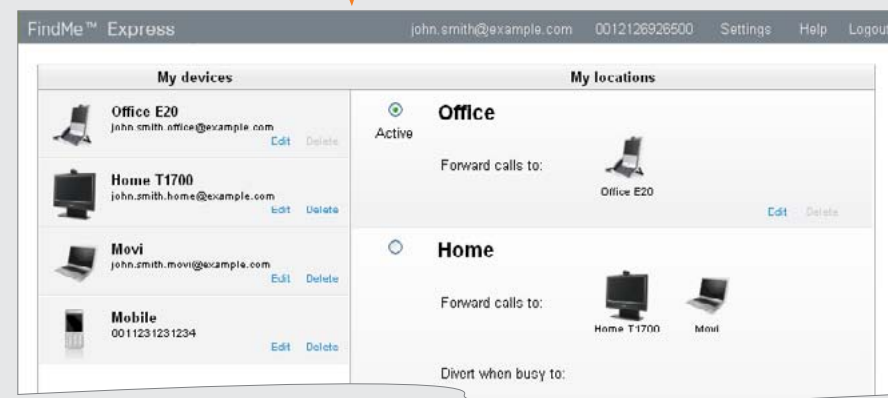 FindMe™ Express john.smith@example.com 0012126926500 Settings Help Logout
My devices
Office E20
john.smith.office@example.com
Edit Delete
Home T1700
john.smith.home@example.com
Edit Delete
Movi
john.smith.movi@example.com
Edit Delete
Mobile
0011231231234
Edit Delete
My locations
Active
Office
Forward calls to:
Office E20
Edit Delete
Home
Forward calls to:
Home T1700 Movi
Divert when busy to: